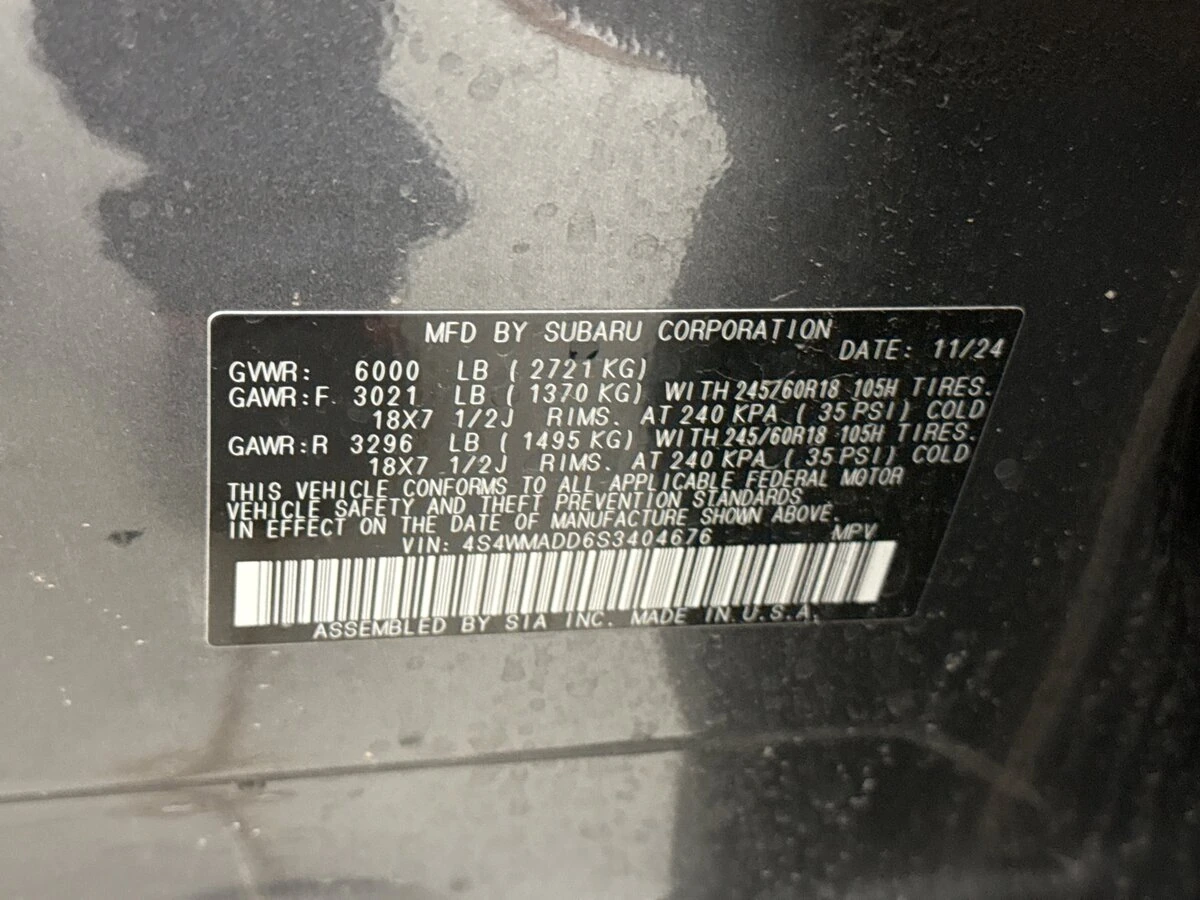 MFD BY SUBARU CORPORATION
DATE: 11/24
GVWR: 6000 LB ( 2721 KG)
GAWR:F 3021 LB ( 1370 KG) WITH 245/60R18 105H TIRES.
18X7 1/2J RIMS. AT 240 KPA ( 35 PSI) COLD
GAWR:R 3296 LB ( 1495 KG) WITH 245/60R18 105H TIRES.
18X7 1/2J RIMS. AT 240 KPA ( 35 PSI) COLD
THIS VEHICLE CONFORMS TO ALL APPLICABLE FEDERAL MOTOR
VEHICLE SAFETY AND THEFT PREVENTION STANDARDS
IN EFFECT ON THE DATE OF MANUFACTURE SHOWN ABOVE.
VIN: 4S4WMADD6S3404676 MPV
ASSEMBLED BY SIA INC. MADE IN U.S.A.